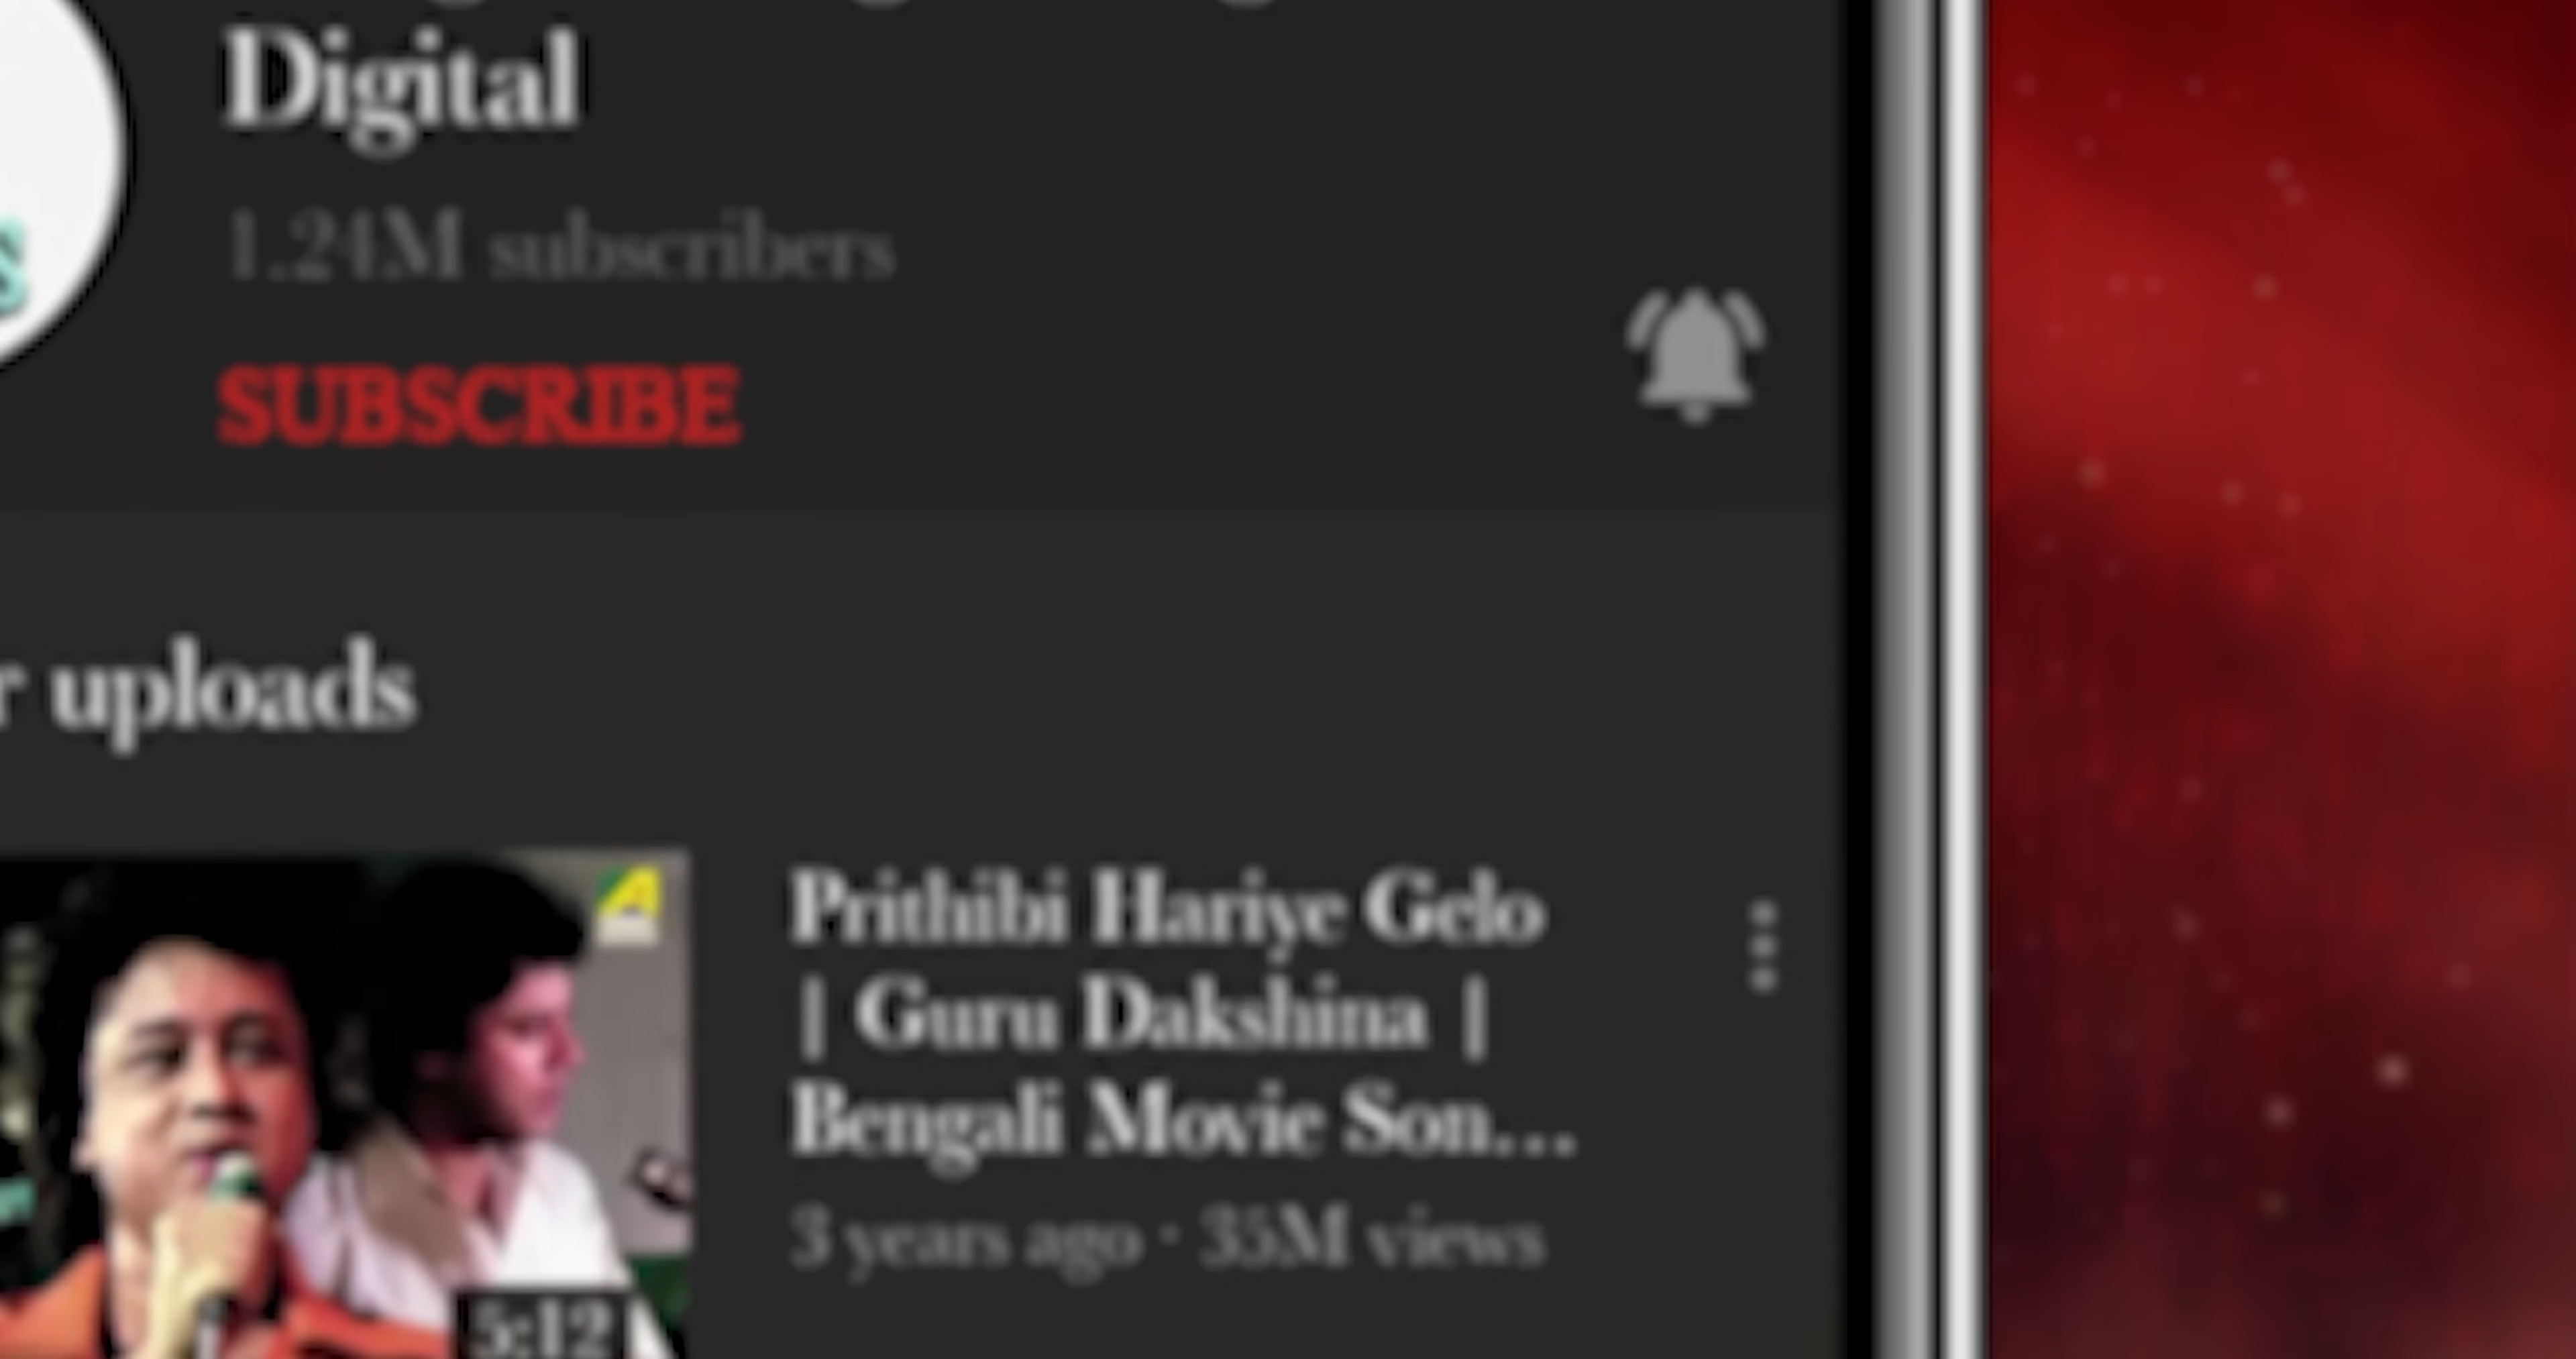 Digital
1.24M subscribers
SUBSCRIBE
r uploads
Prithibi Hariye Gelo
| Guru Dakshina |
Bengali Movie Son...
3 years ago · 35M views
5:12